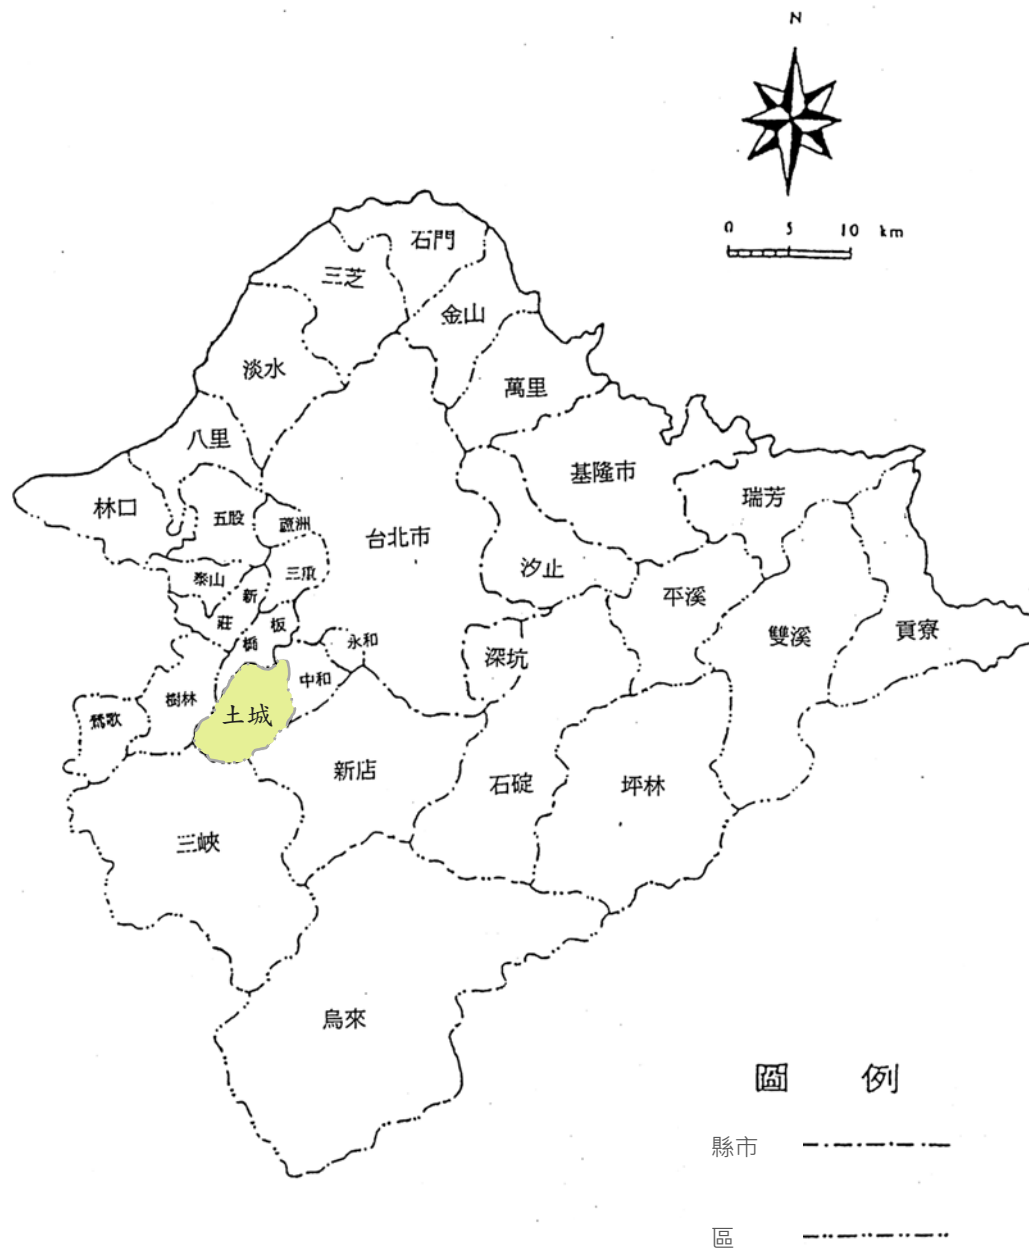 N
0 5 10 km
石門
三芝
金山
淡水
萬里
八里
基隆市
林口
瑞芳
五股
蘆洲
台北市
汐止
三重
泰山
平溪
新
莊
板
橋
雙溪
貢寮
永和
深坑
中和
樹林
土城
鶯歌
新店
石碇
坪林
三峽
烏來
圖 例
縣市
區